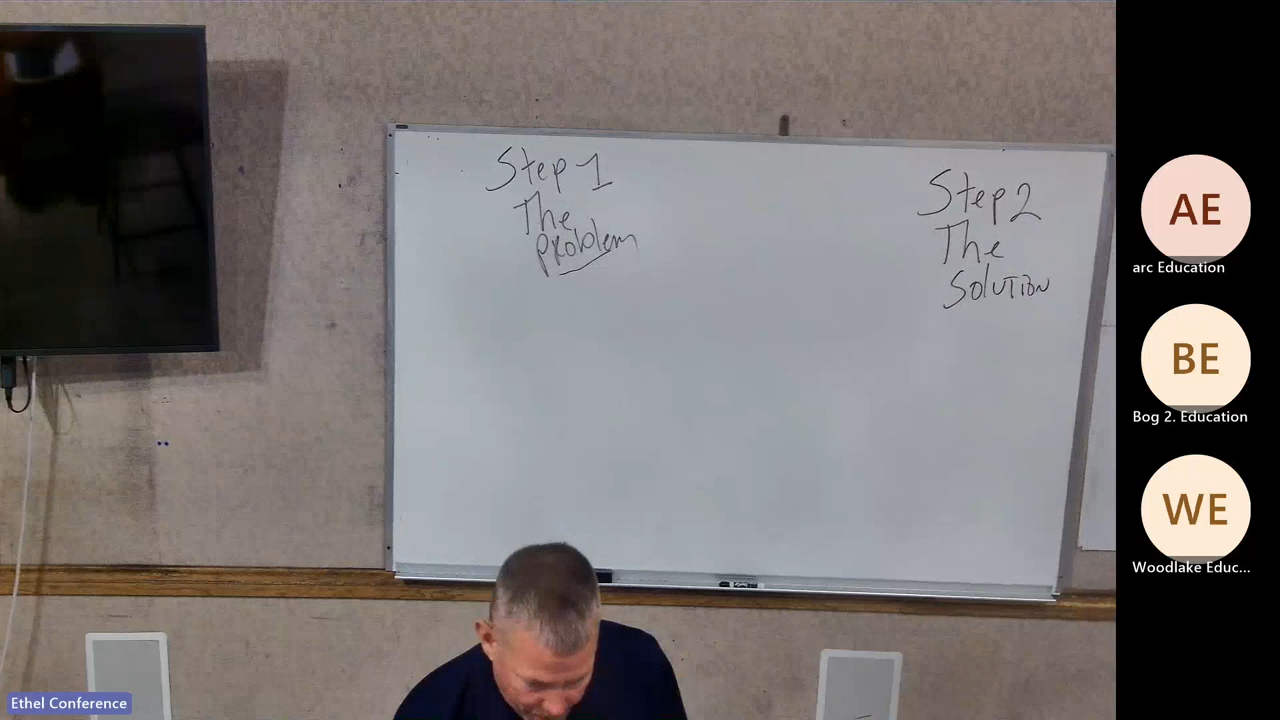 Step 1
The
problem
Step 2
The
Solution
AE
arc Education
BE
Bog 2. Education
WE
Woodlake Educ...
Ethel Conference